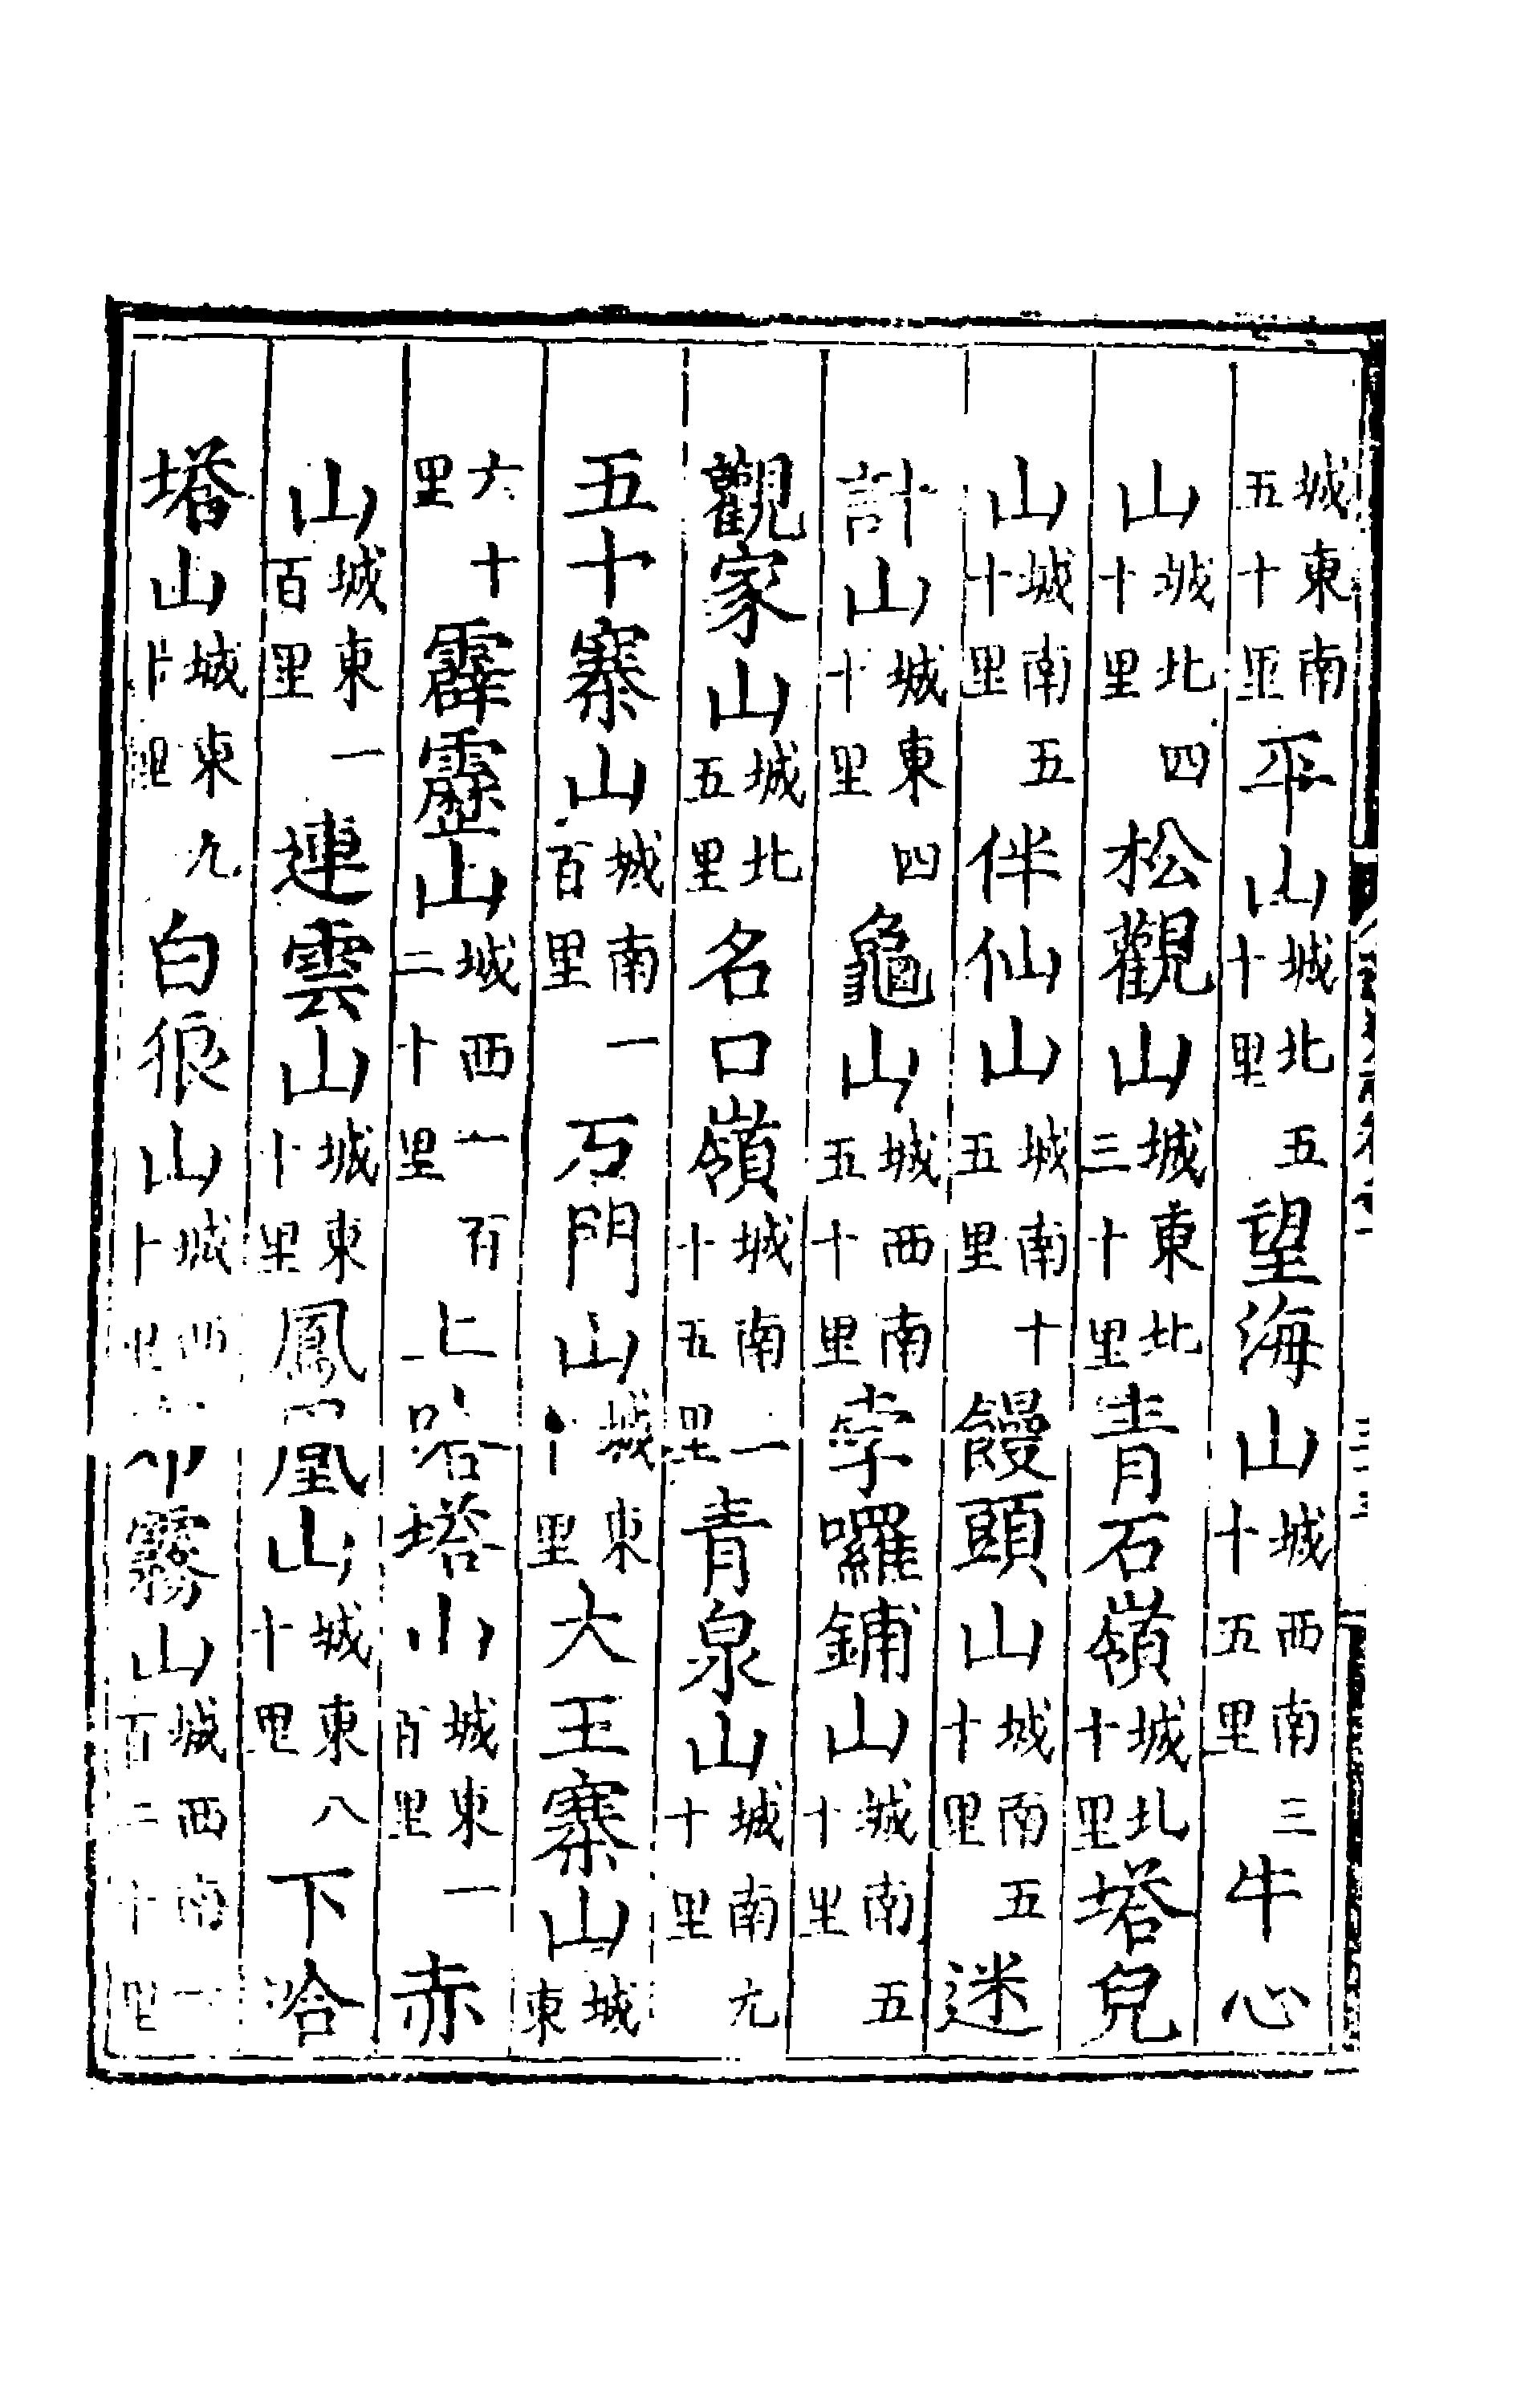 城東南五十里平山城北五十里望海山城西南三十五里牛心
山城北四十里松觀山城東北三十里青石嶺城北十里塔兒
山城南五十里伴仙山城南十五里饅頭山城南五十里迷
計山城東四十里龜山城西南五十里孛囉鋪山城南五十里
觀家山城北五里名口嶺城南一十五里青泉山城南九十里
五十寨山城南一百里石門山城東十里大王寨山城東
六十里霹靂山城西一百二十里上塔山城東一百里赤
山城東一百里連雲山城東十里鳳凰山城東八十里下哈
塔山城東九十里白狼山城西十里霧山城西南一百二十里